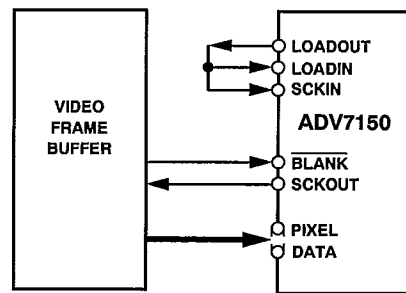 VIDEO
FRAME
BUFFER
LOADOUT
LOADIN
SCKIN
ADV7150
BLANK
SCKOUT
PIXEL
DATA